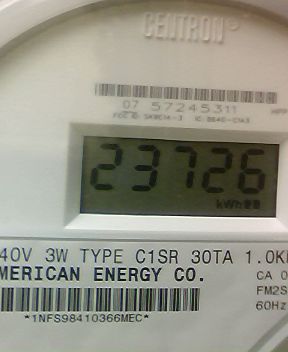 CENTRON®
07 57245311
23726
kWh
40V 3W TYPE C1SR 30TA 1.0K
MERICAN ENERGY CO.
CA 0
FM2S
60Hz
*1NFS98410366MEC*